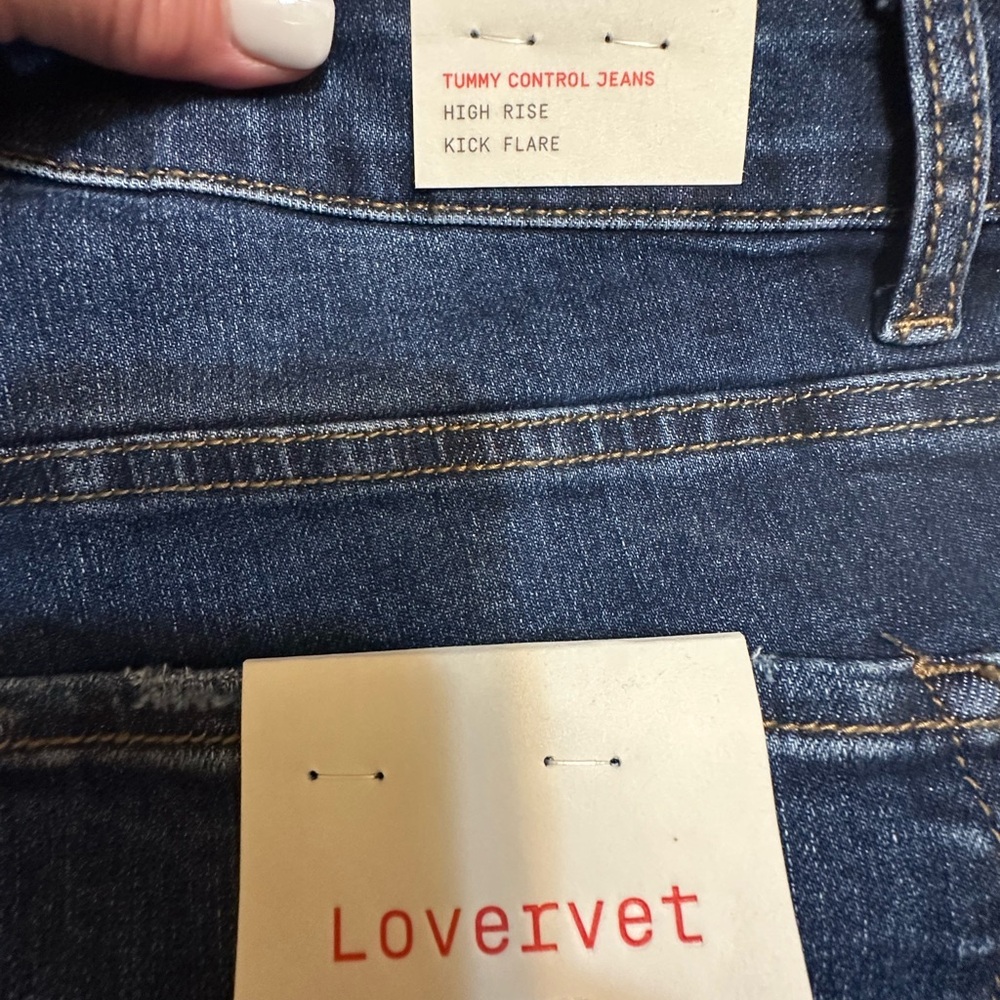 TUMMY CONTROL JEANS
HIGH RISE
KICK FLARE
Lovervet